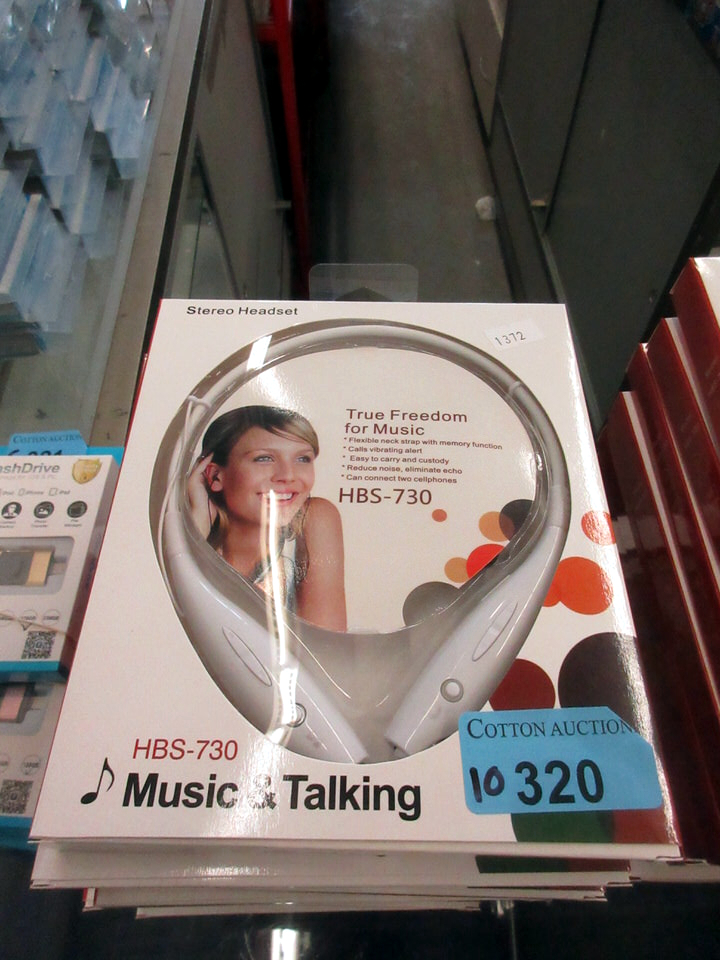 Stereo Headset
1372
True Freedom
for Music
* Flexible neck strap with memory function
* Calls vibrating alert
* Easy to carry and custody
* Reduce noise, eliminate echo
* Can connect two cellphones
HBS-730
HBS-730
Music & Talking
COTTON AUCTION
10 320
COTTON AUCTION
ashDrive